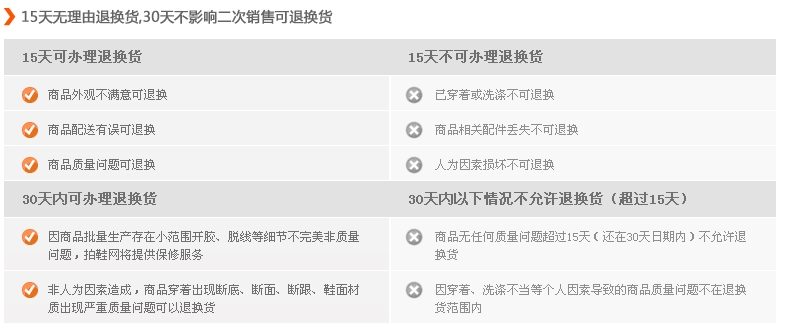 15天无理由退换货,30天不影响二次销售可退换货
15天可办理退换货
15天不可办理退换货
商品外观不满意可退换
已穿着或洗涤不可退换
商品配送有误可退换
商品相关配件丢失不可退换
商品质量问题可退换
人为因素损坏不可退换
30天内可办理退换货
30天内以下情况不允许退换货（超过15天）
因商品批量生产存在小范围开胶、脱线等细节不完美非质量
问题，拍鞋网将提供保修服务
商品无任何质量问题超过15天（还在30天日期内）不允许退
换货
非人为因素造成，商品穿着出现断底、断面、断跟、鞋面材
质出现严重质量问题可以退换货
因穿着、洗涤不当等个人因素导致的商品质量问题不在退换
货范围内